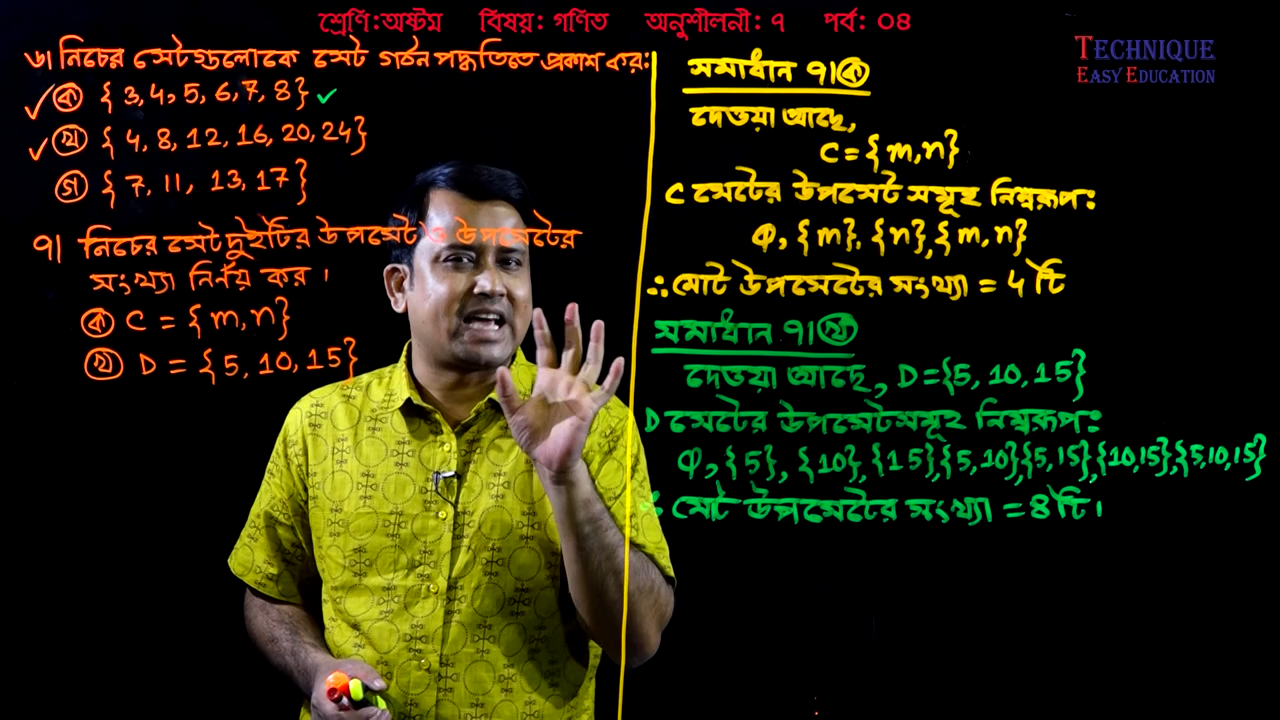 শ্রেণি:অষ্টম বিষয়: গণিত অনুশীলনী: ৭ পর্ব: ০৪
TECHNIQUE
EASY EDUCATION
৬। নিচের সেটগুলোকে সেট গঠন পদ্ধতিতে প্রকাশ কর:
✓ ক { 3, 4, 5, 6, 7, 8} ✓
✓ খ { 4, 8, 12, 16, 20, 24}
গ { 7, 11, 13, 17}
৭। নিচের সেট দুইটির উপসেট ও উপসেটের
সংখ্যা নির্ণয় কর।
ক C = {m, n}
খ D = {5, 10, 15}
সমাধান ৭। ক
দেওয়া আছে,
C = {m, n}
C সেটের উপসেট সমূহ নিম্নরূপঃ
φ, {m}, {n}, {m, n}
∴ মোট উপসেটের সংখ্যা = 4 টি
সমাধান ৭। খ
দেওয়া আছে, D = {5, 10, 15}
D সেটের উপসেটসমূহ নিম্নরূপঃ
φ, {5}, {10}, {15}, {5, 10}, {5, 15}, {10, 15}, {5, 10, 15}
∴ মোট উপসেটের সংখ্যা = 8 টি।